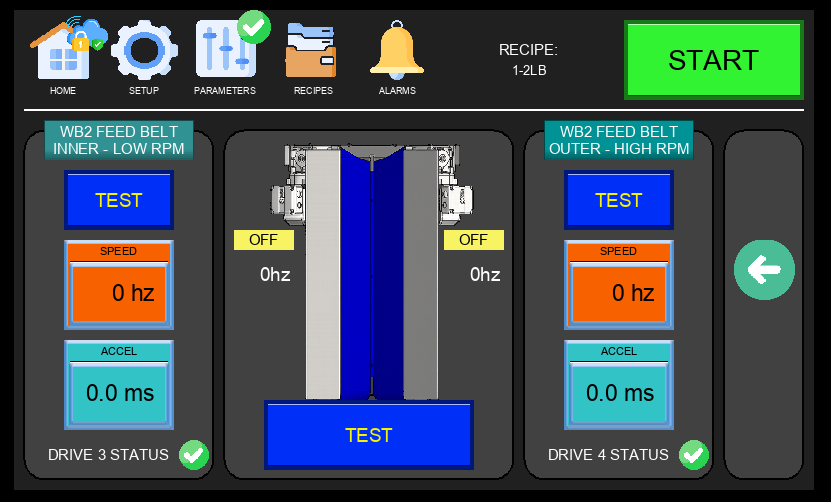 HOME
SETUP
PARAMETERS
RECIPES
ALARMS
RECIPE:
1-2LB
START
WB2 FEED BELT
INNER - LOW RPM
TEST
SPEED
0 hz
ACCEL
0.0 ms
DRIVE 3 STATUS
OFF
0hz
OFF
0hz
TEST
WB2 FEED BELT
OUTER - HIGH RPM
TEST
SPEED
0 hz
ACCEL
0.0 ms
DRIVE 4 STATUS